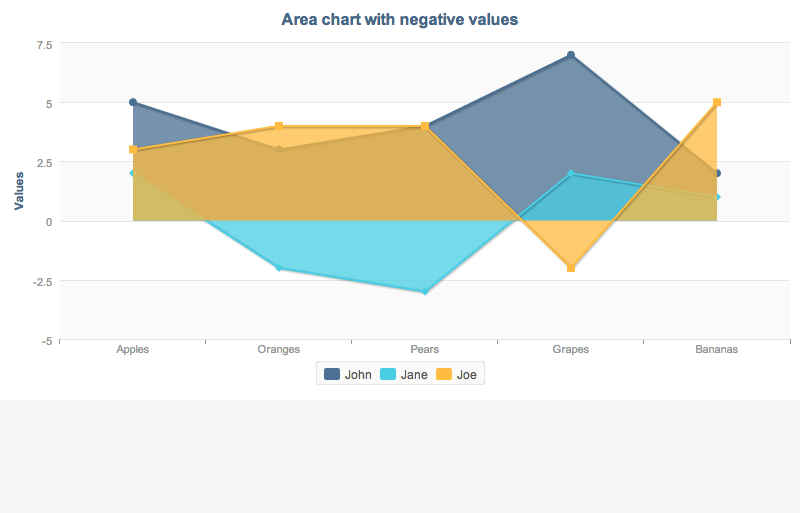 Area chart with negative values
Values
7.5
5
2.5
0
-2.5
-5
Apples Oranges Pears Grapes Bananas
John Jane Joe